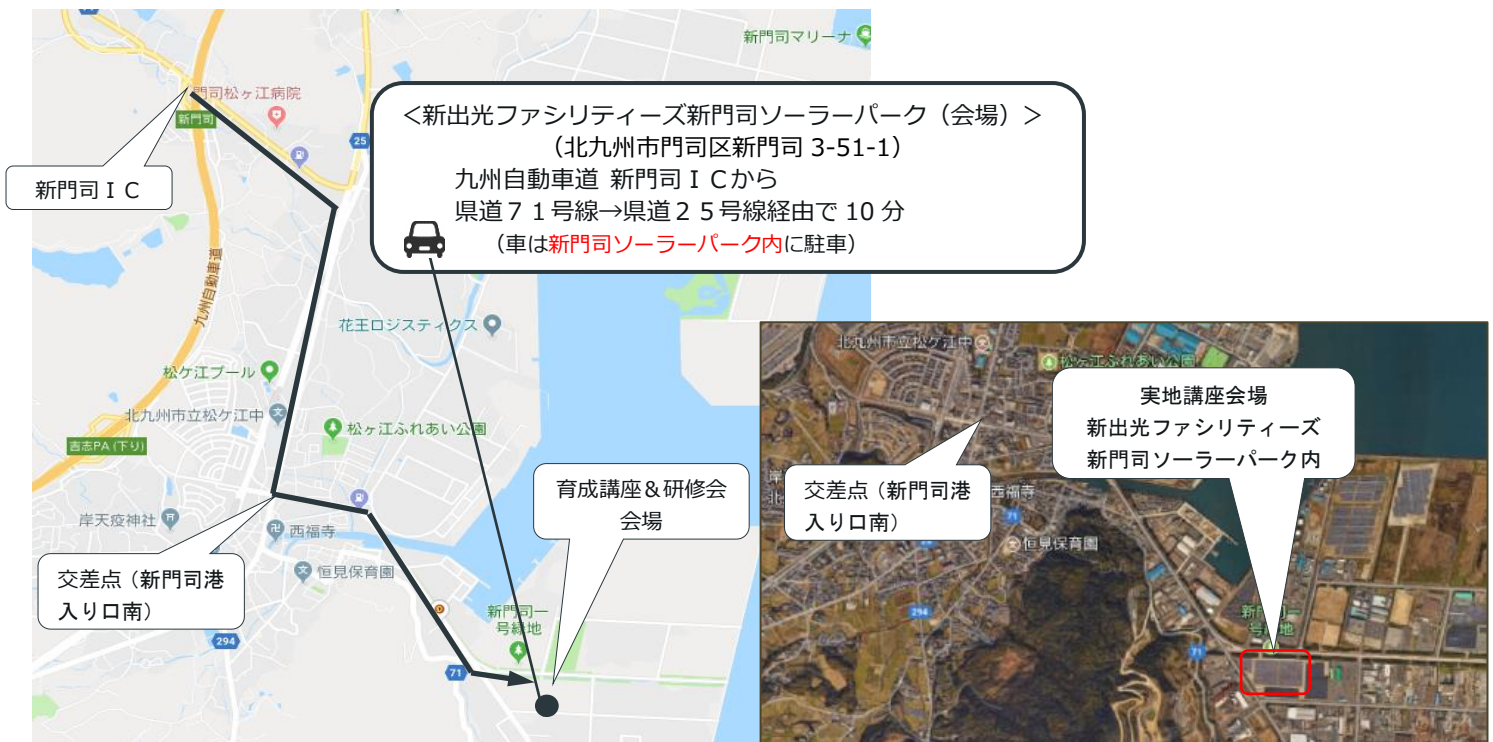 新門司マリーナ
門司松ヶ江病院
新門司
25
新門司ＩＣ
＜新出光ファシリティーズ新門司ソーラーパーク（会場）＞
（北九州市門司区新門司 3-51-1）
九州自動車道 新門司ＩＣから
県道７１号線→県道２５号線経由で 10 分
（車は新門司ソーラーパーク内に駐車）
九州自動車道
花王ロジスティクス
松ケ江プール
北九州市立松ケ江中
松ヶ江ふれあい公園
吉志PA (下り)
育成講座＆研修会
会場
岸天疫神社
西福寺
恒見保育園
交差点（新門司港
入り口南）
新門司一
号緑地
294
71
北九州市立松ケ江中
松ヶ江ふれあい公園
実地講座会場
新出光ファシリティーズ
新門司ソーラーパーク内
交差点（新門司港
入り口南）
西福寺
71
恒見保育園
294
号緑地
71